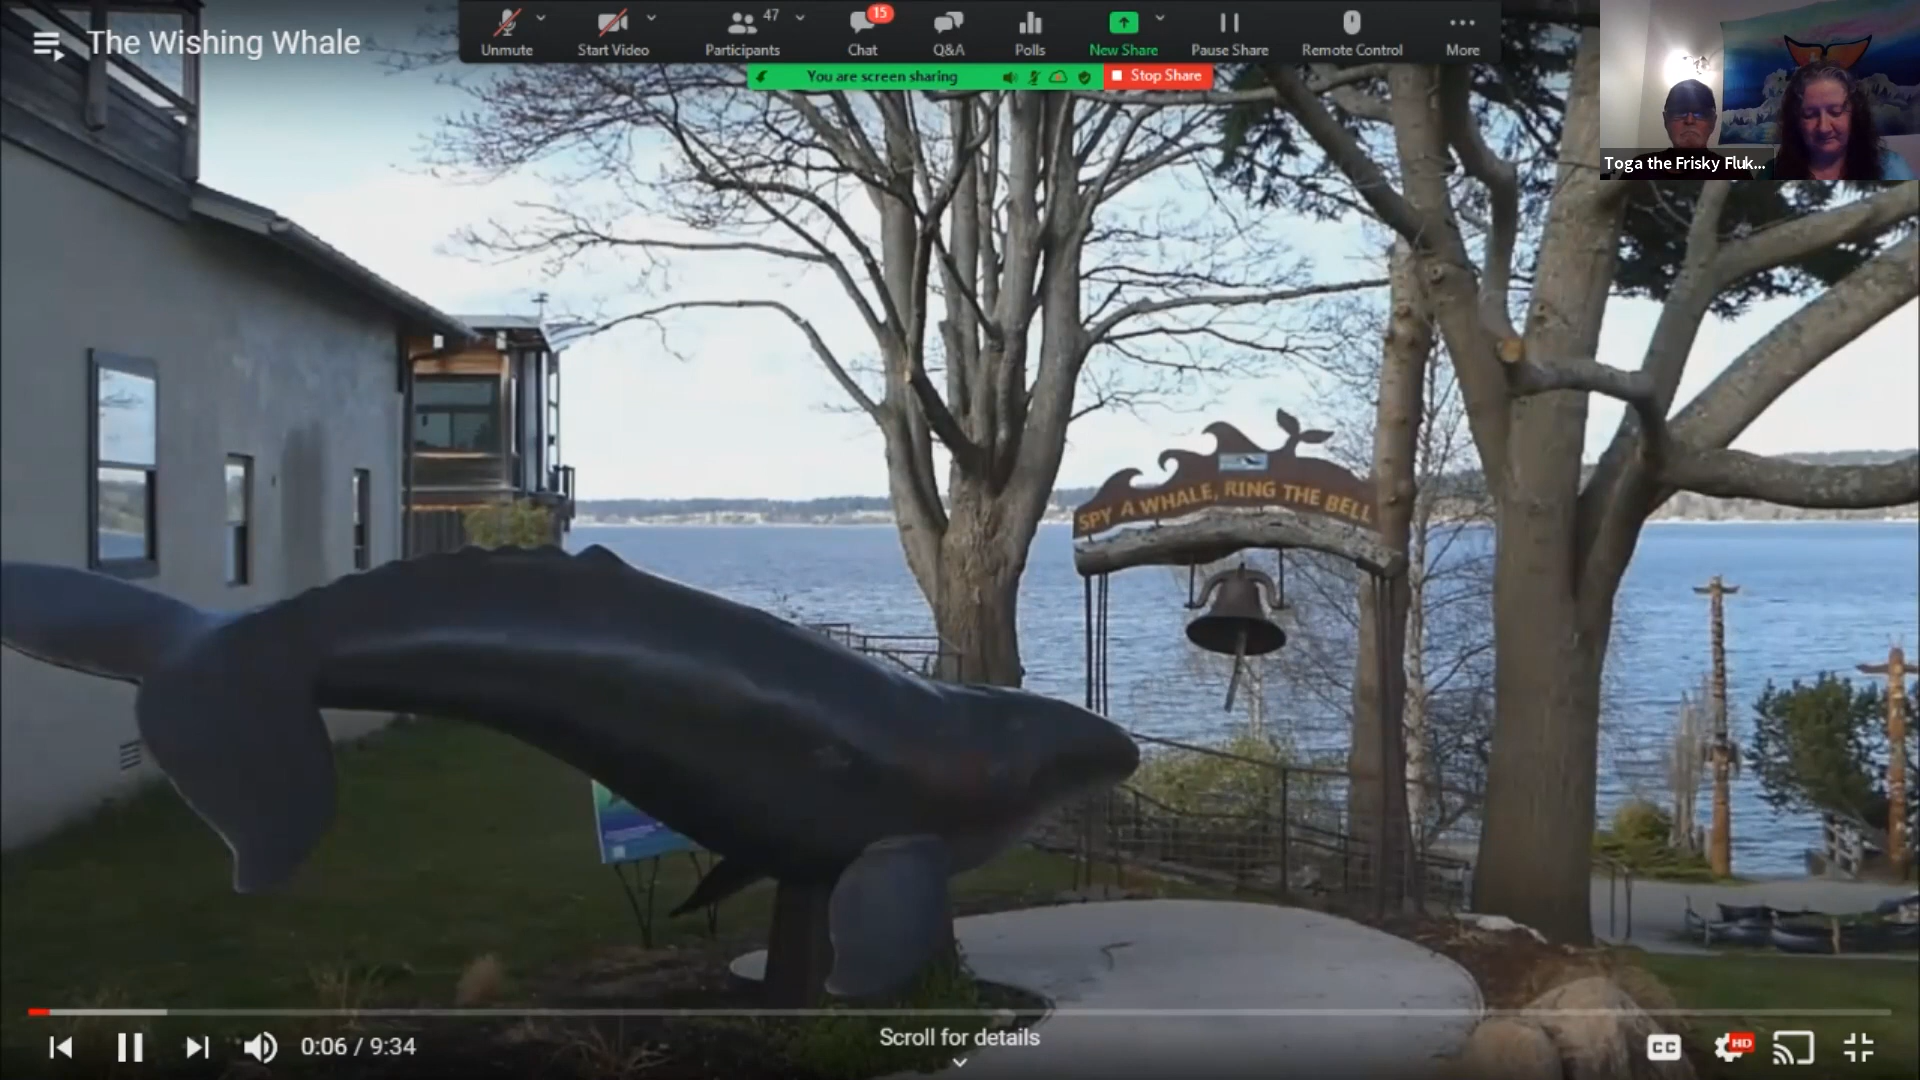 The Wishing Whale
Unmute
Start Video
47
Participants
15
Chat
Q&A
Polls
New Share
Pause Share
Remote Control
More
You are screen sharing
Stop Share
Toga the Frisky Fluk...
SPY A WHALE, RING THE BELL
0:06 / 9:34
Scroll for details
CC
HD